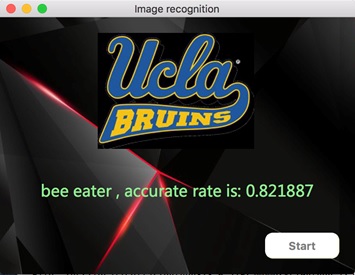 Image recognition
Ucla
BRUINS
bee eater , accurate rate is: 0.821887
Start